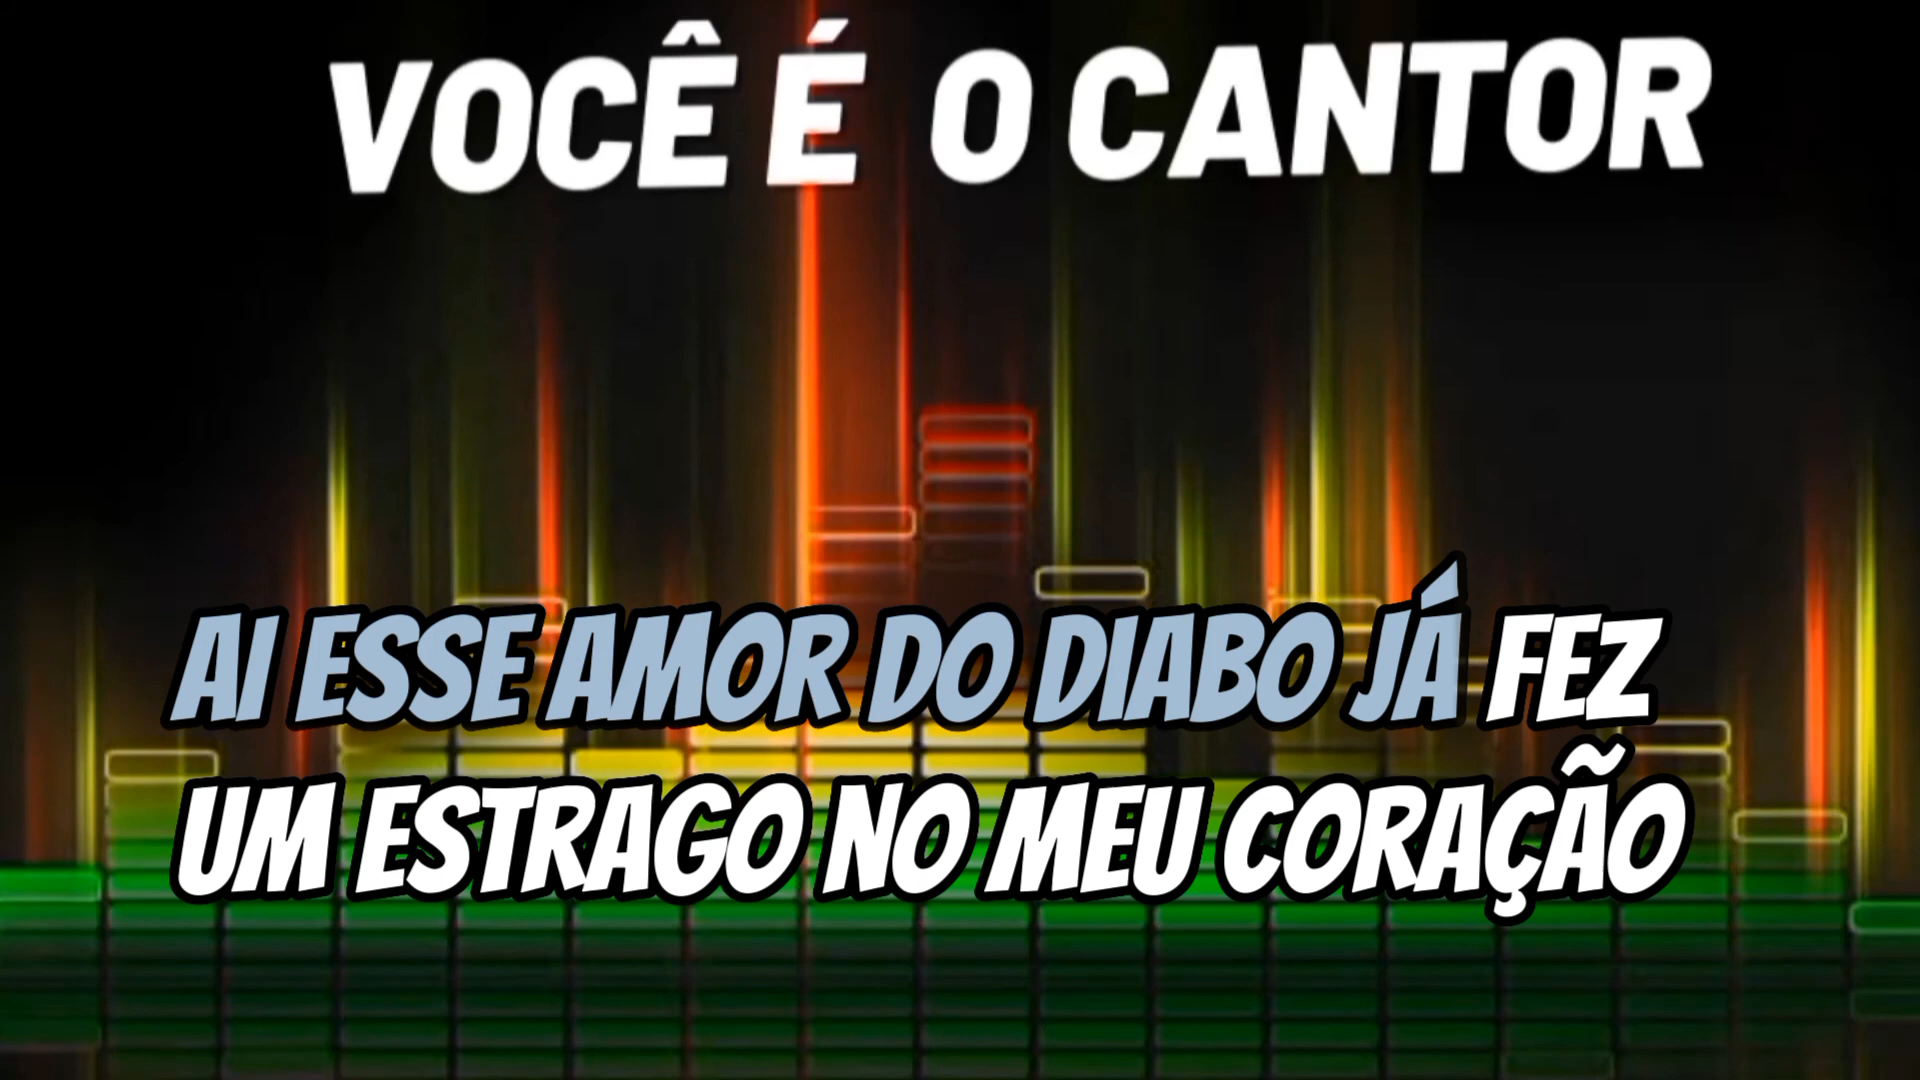 VOCÊ É O CANTOR
AI ESSE AMOR DO DIABO JÁ FEZ
UM ESTRAGO NO MEU CORAÇÃO